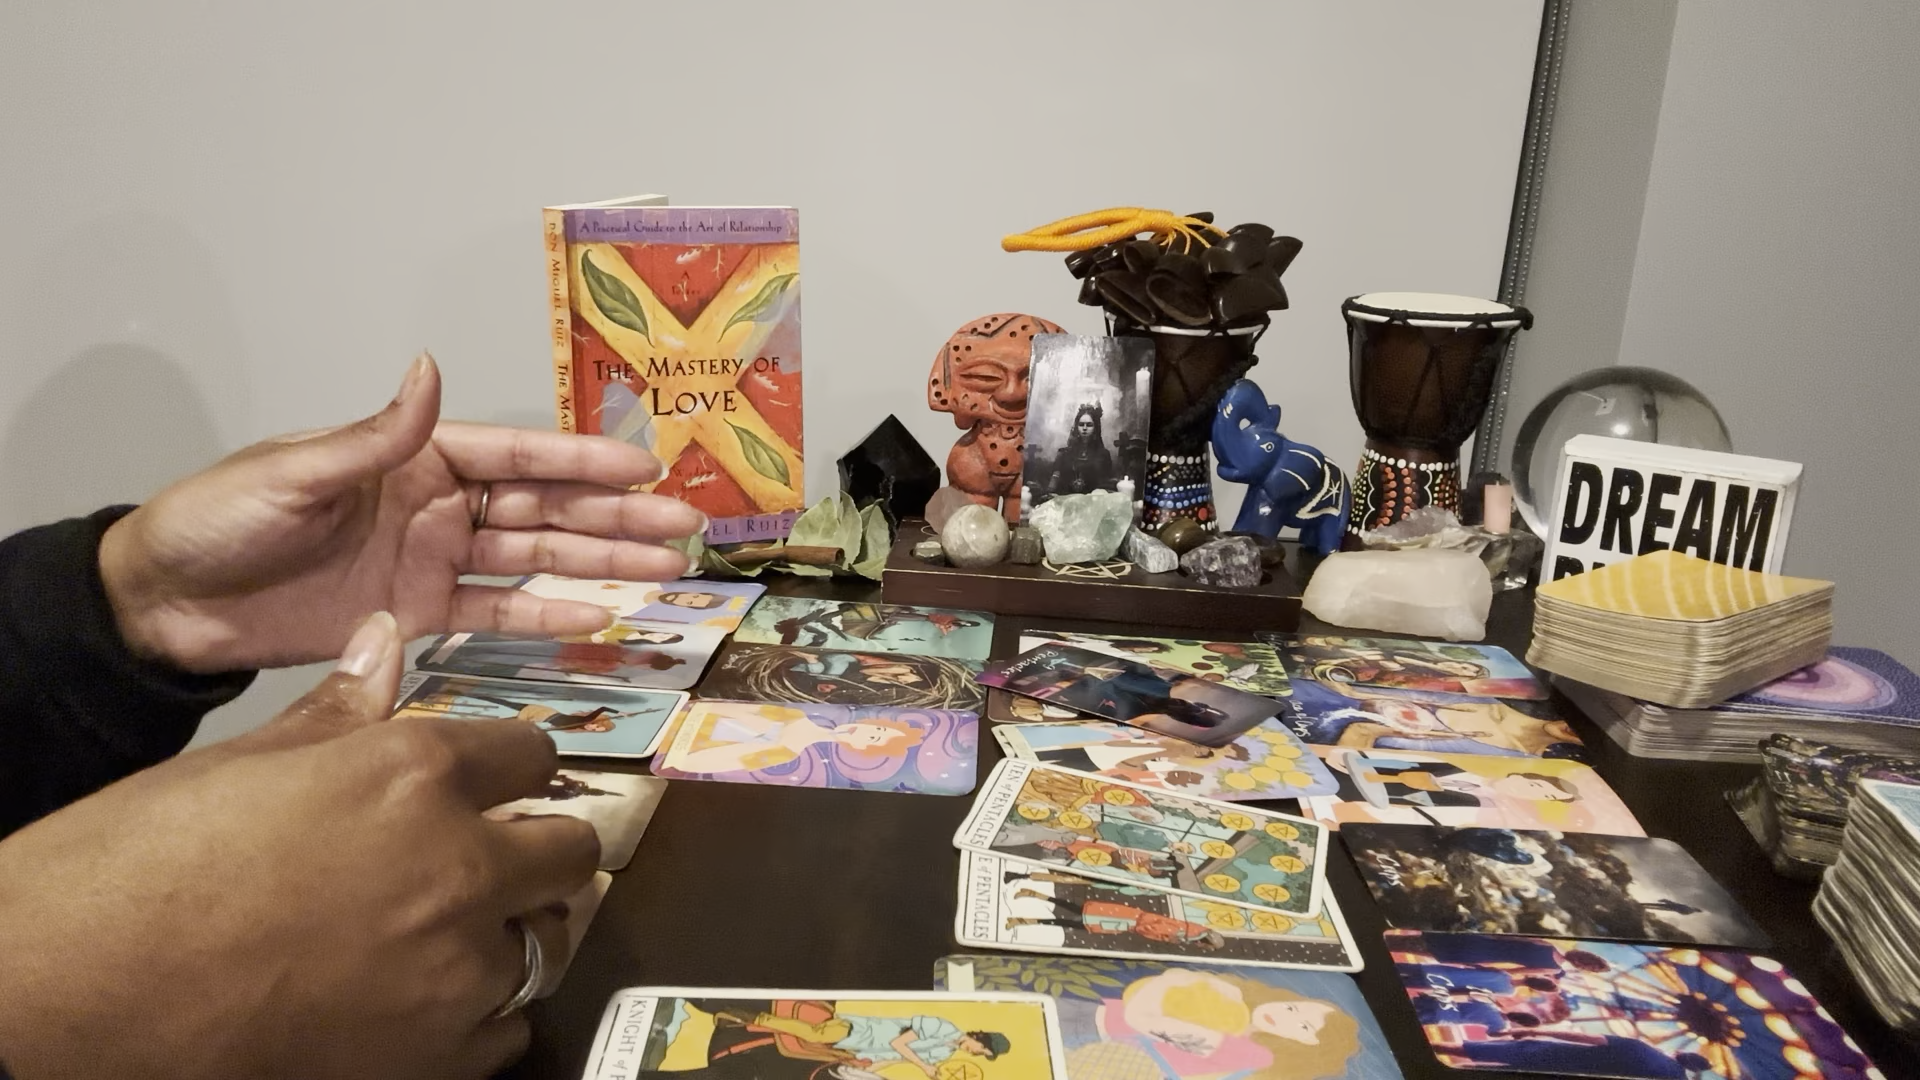 A Practical Guide to the Art of Relationship
A
THE MASTERY OF
LOVE
EL RUIZ
DON MIGUEL RUIZ THE MAST
DREAM
Pentacles
TEN of PENTACLES
E of PENTACLES
Cups
Cups
KNIGHT of P